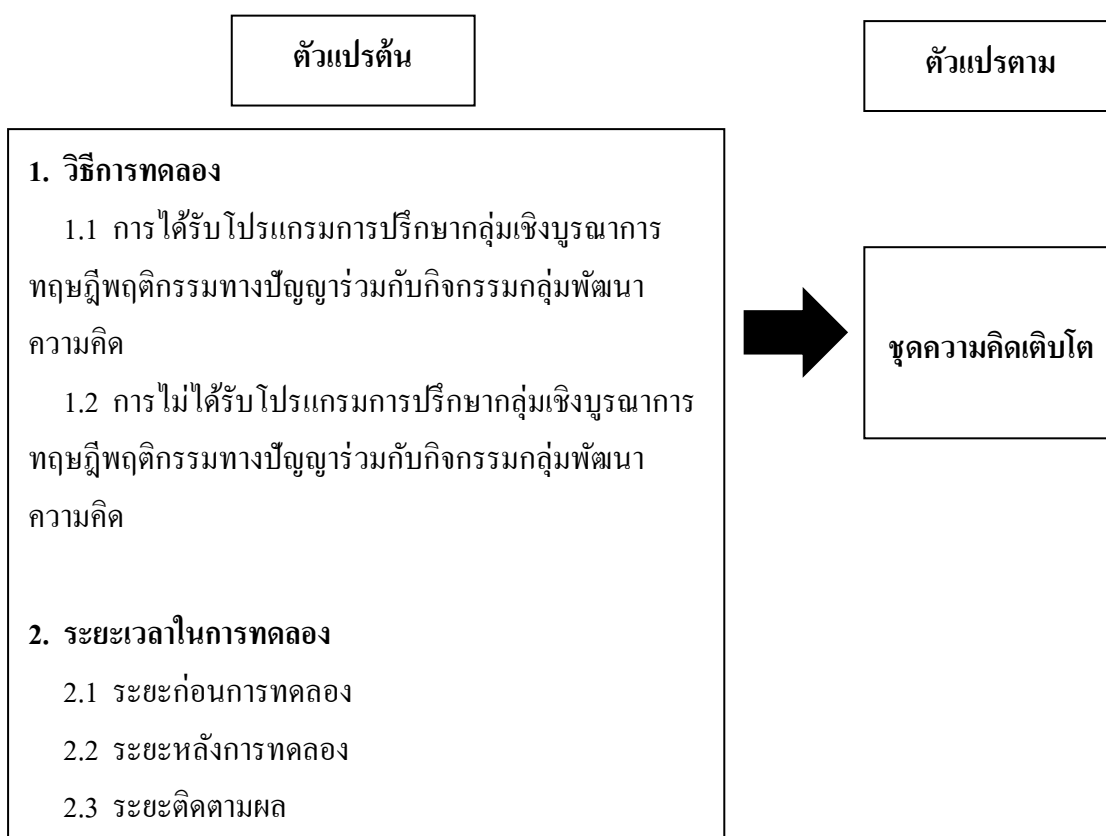 ตัวแปรต้น
ตัวแปรตาม
1. วิธีการทดลอง
1.1 การได้รับโปรแกรมการปรึกษากลุ่มเชิงบูรณาการ
ทฤษฎีพฤติกรรมทางปัญญาร่วมกับกิจกรรมกลุ่มพัฒนา
ความคิด
1.2 การไม่ได้รับโปรแกรมการปรึกษากลุ่มเชิงบูรณาการ
ทฤษฎีพฤติกรรมทางปัญญาร่วมกับกิจกรรมกลุ่มพัฒนา
ความคิด
2. ระยะเวลาในการทดลอง
2.1 ระยะก่อนการทดลอง
2.2 ระยะหลังการทดลอง
2.3 ระยะติดตามผล
ชุดความคิดเติบโต